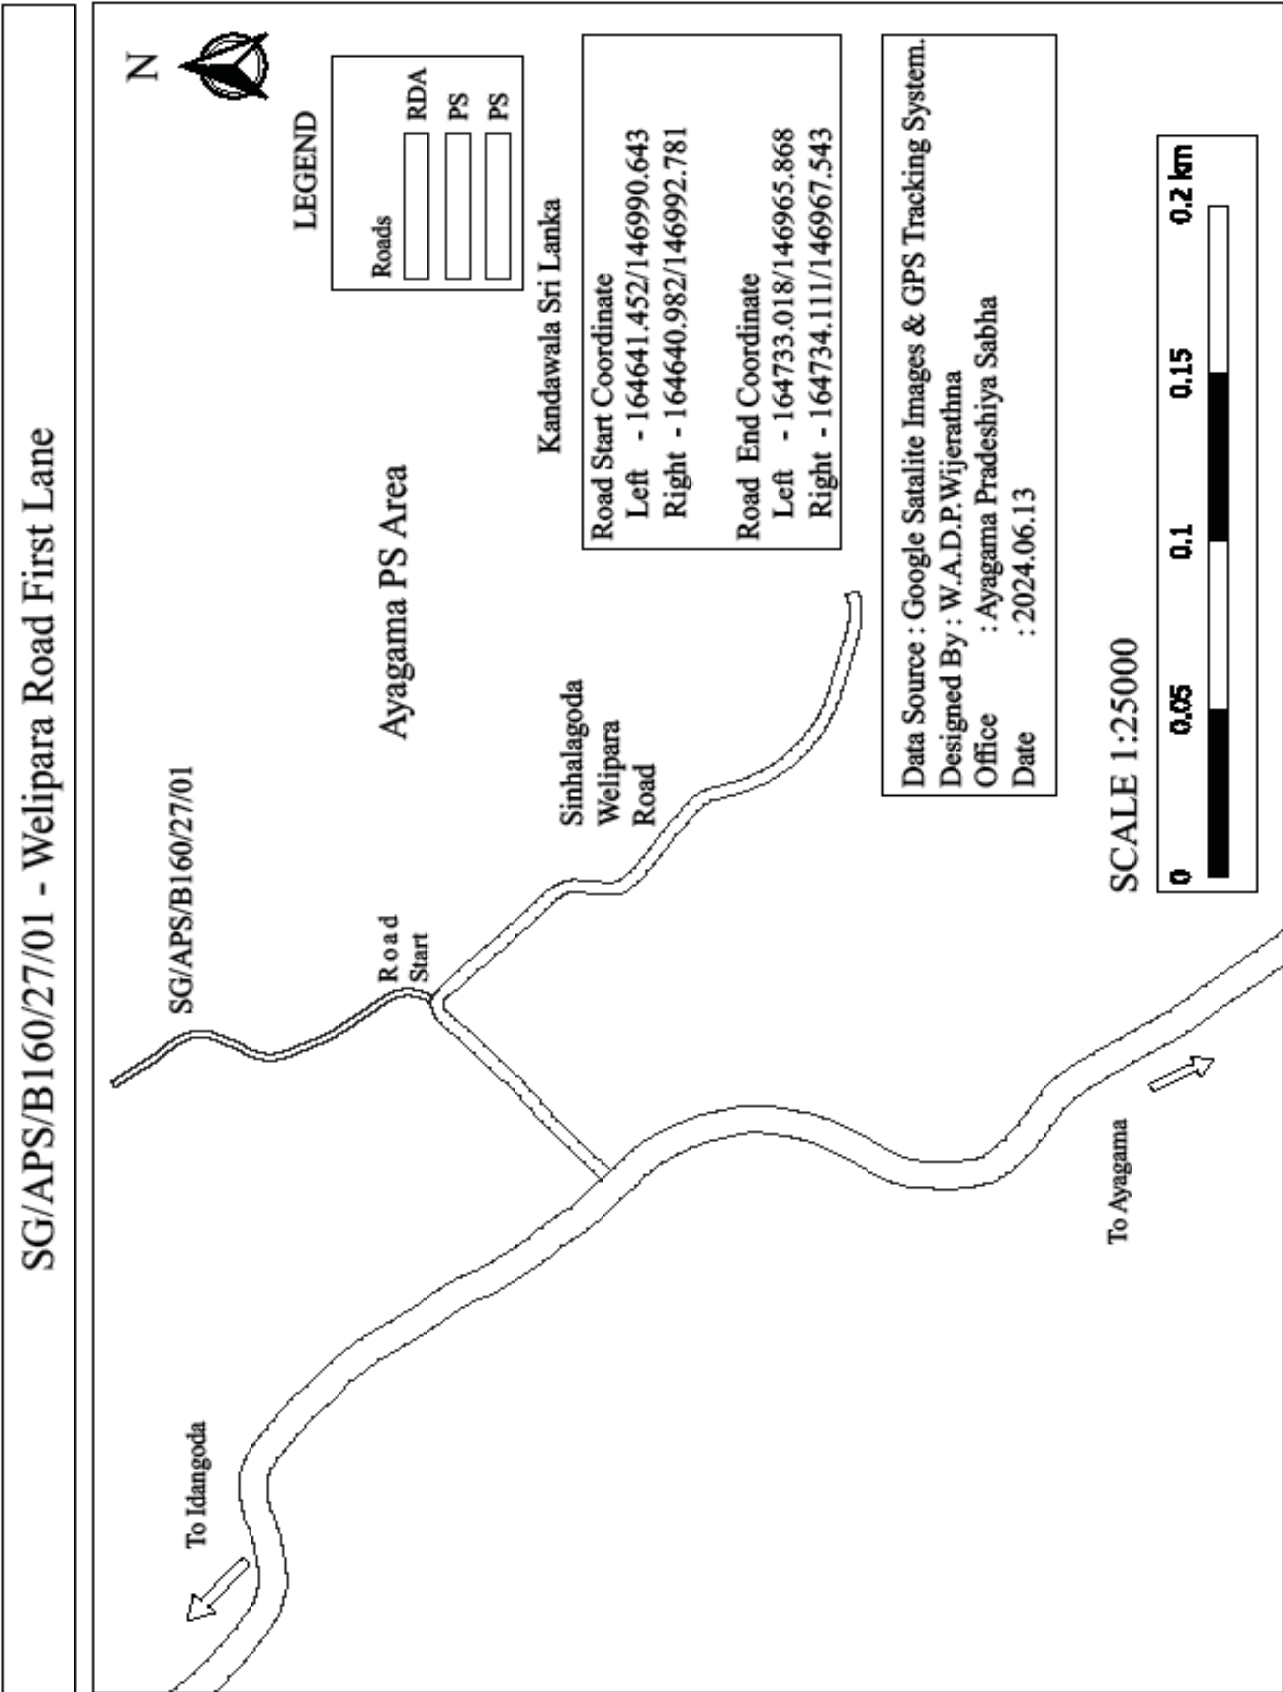 SG/APS/B160/27/01 - Welipara Road First Lane
N
LEGEND
Roads
RDA
PS
PS
To Idangoda
SG/APS/B160/27/01
Road
Start
Ayagama PS Area
Sinhalagoda
Welipara
Road
Kandawala Sri Lanka
Road Start Coordinate
Left - 164641.452/146990.643
Right - 164640.982/146992.781
Road End Coordinate
Left - 164733.018/146965.868
Right - 164734.111/146967.543
Data Source : Google Satalite Images & GPS Tracking System.
Designed By : W.A.D.P.Wijerathna
Office : Ayagama Pradeshiya Sabha
Date : 2024.06.13
To Ayagama
SCALE 1:25000
0 0.05 0.1 0.15 0.2 km